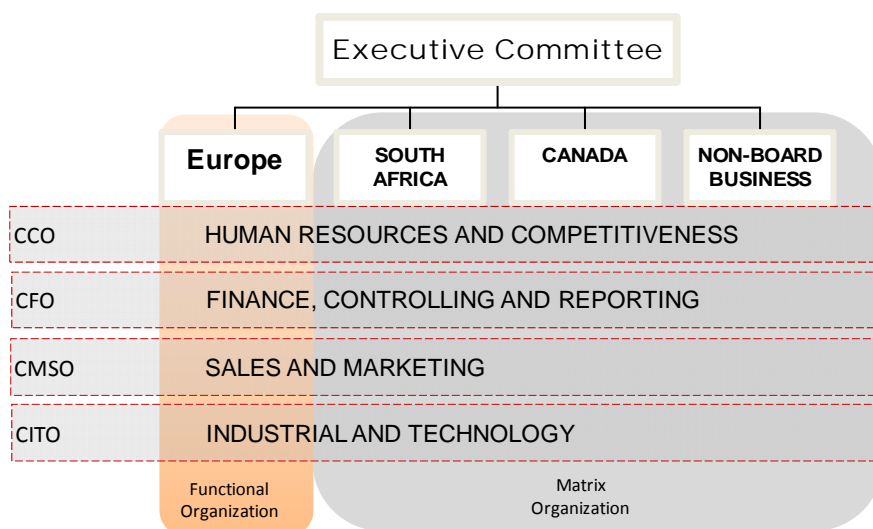 Executive Committee
Europe
SOUTH
AFRICA
CANADA
NON-BOARD
BUSINESS
CCO
HUMAN RESOURCES AND COMPETITIVENESS
CFO
FINANCE, CONTROLLING AND REPORTING
CMSO
SALES AND MARKETING
CITO
INDUSTRIAL AND TECHNOLOGY
Functional
Organization
Matrix
Organization